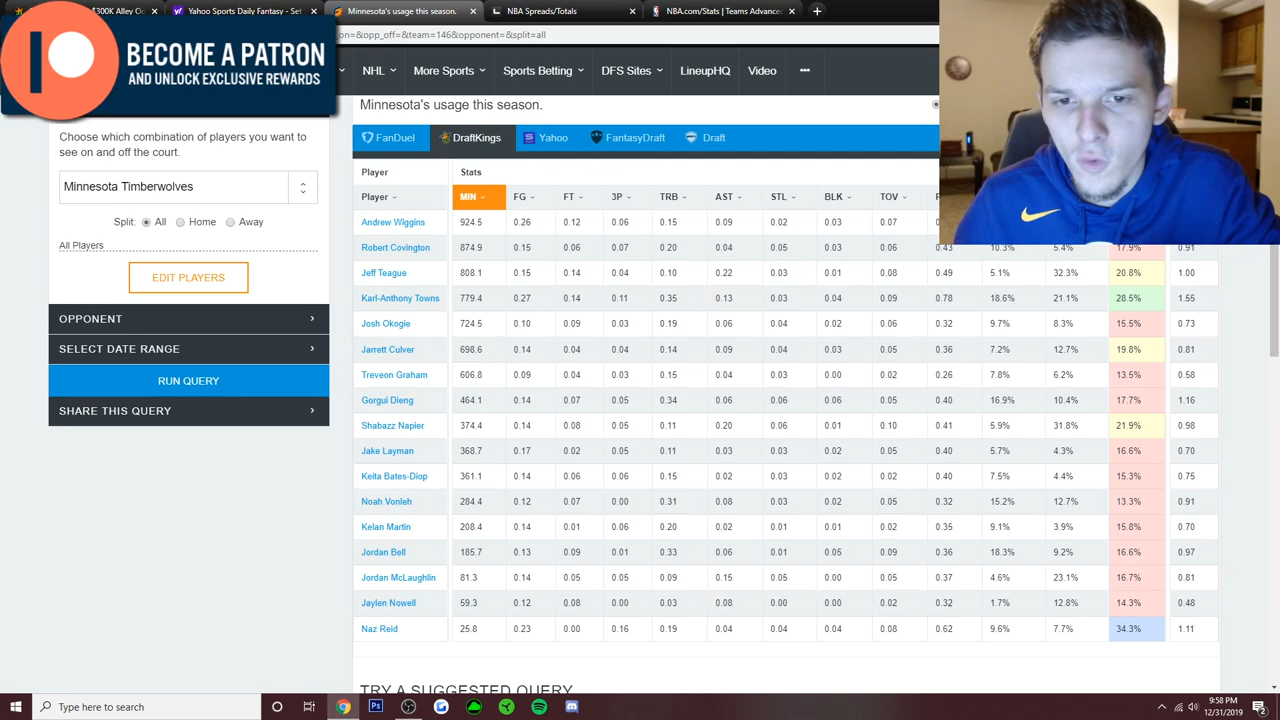 Minnesota
$300K Alley
Yahoo Sports Daily Fantasy -
Minnesota's usage this season.
NBA Spreads/Totals
NBA.com/Stats | Teams Advance
on=&opp_off=&team=146&opponent=&split=all
BECOME A PATRON
AND UNLOCK EXCLUSIVE REWARDS
NHL More Sports Sports Betting DFS Sites LineupHQ Video •••
Minnesota's usage this season.
Choose which combination of players you want to
see on and off the court.
Minnesota Timberwolves
Split: All Home Away
All Players
EDIT PLAYERS
OPPONENT
SELECT DATE RANGE
RUN QUERY
SHARE THIS QUERY
FanDuel DraftKings Yahoo FantasyDraft Draft
Player Stats
Player MIN FG FT 3P TRB AST STL BLK TOV
Andrew Wiggins 924.5 0.26 0.12 0.06 0.15 0.09 0.02 0.03 0.07
Robert Covington 874.9 0.15 0.06 0.07 0.20 0.04 0.05 0.03 0.06 0.43 10.3% 5.4% 17.9% 0.91
Jeff Teague 808.1 0.15 0.14 0.04 0.10 0.22 0.03 0.01 0.08 0.49 5.1% 32.3% 20.8% 1.00
Karl-Anthony Towns 779.4 0.27 0.14 0.11 0.35 0.13 0.03 0.04 0.09 0.78 18.6% 21.1% 28.5% 1.55
Josh Okogie 724.5 0.10 0.09 0.03 0.19 0.06 0.04 0.02 0.06 0.32 9.7% 8.3% 15.5% 0.73
Jarrett Culver 698.6 0.14 0.04 0.04 0.14 0.09 0.04 0.03 0.05 0.36 7.2% 12.7% 19.8% 0.81
Treveon Graham 606.8 0.09 0.04 0.03 0.15 0.04 0.03 0.00 0.02 0.26 7.8% 6.2% 13.5% 0.58
Gorgui Dieng 464.1 0.14 0.07 0.05 0.34 0.06 0.06 0.06 0.05 0.40 16.9% 10.4% 17.7% 1.16
Shabazz Napier 374.4 0.14 0.08 0.05 0.11 0.20 0.06 0.01 0.10 0.41 5.9% 31.8% 21.9% 0.98
Jake Layman 368.7 0.17 0.02 0.05 0.11 0.03 0.03 0.02 0.05 0.40 5.7% 4.3% 16.6% 0.70
Keita Bates-Diop 361.1 0.14 0.06 0.06 0.15 0.03 0.02 0.02 0.02 0.40 7.5% 4.4% 15.3% 0.75
Noah Vonleh 284.4 0.12 0.07 0.00 0.31 0.08 0.03 0.02 0.05 0.32 15.2% 12.7% 13.3% 0.91
Kelan Martin 208.4 0.14 0.01 0.06 0.20 0.02 0.01 0.01 0.02 0.35 9.1% 3.9% 15.8% 0.70
Jordan Bell 185.7 0.13 0.09 0.01 0.33 0.06 0.01 0.05 0.09 0.36 18.3% 9.2% 16.6% 0.97
Jordan McLaughlin 81.3 0.14 0.05 0.05 0.09 0.15 0.05 0.00 0.05 0.37 4.6% 23.1% 16.7% 0.81
Jaylen Nowell 59.3 0.12 0.08 0.00 0.03 0.08 0.00 0.00 0.02 0.32 1.7% 12.8% 14.3% 0.48
Naz Reid 25.8 0.23 0.00 0.16 0.19 0.04 0.04 0.04 0.08 0.62 9.6% 7.7% 34.3% 1.11
TRY A SUGGESTED QUERY
Type here to search
9:58 PM
12/31/2019